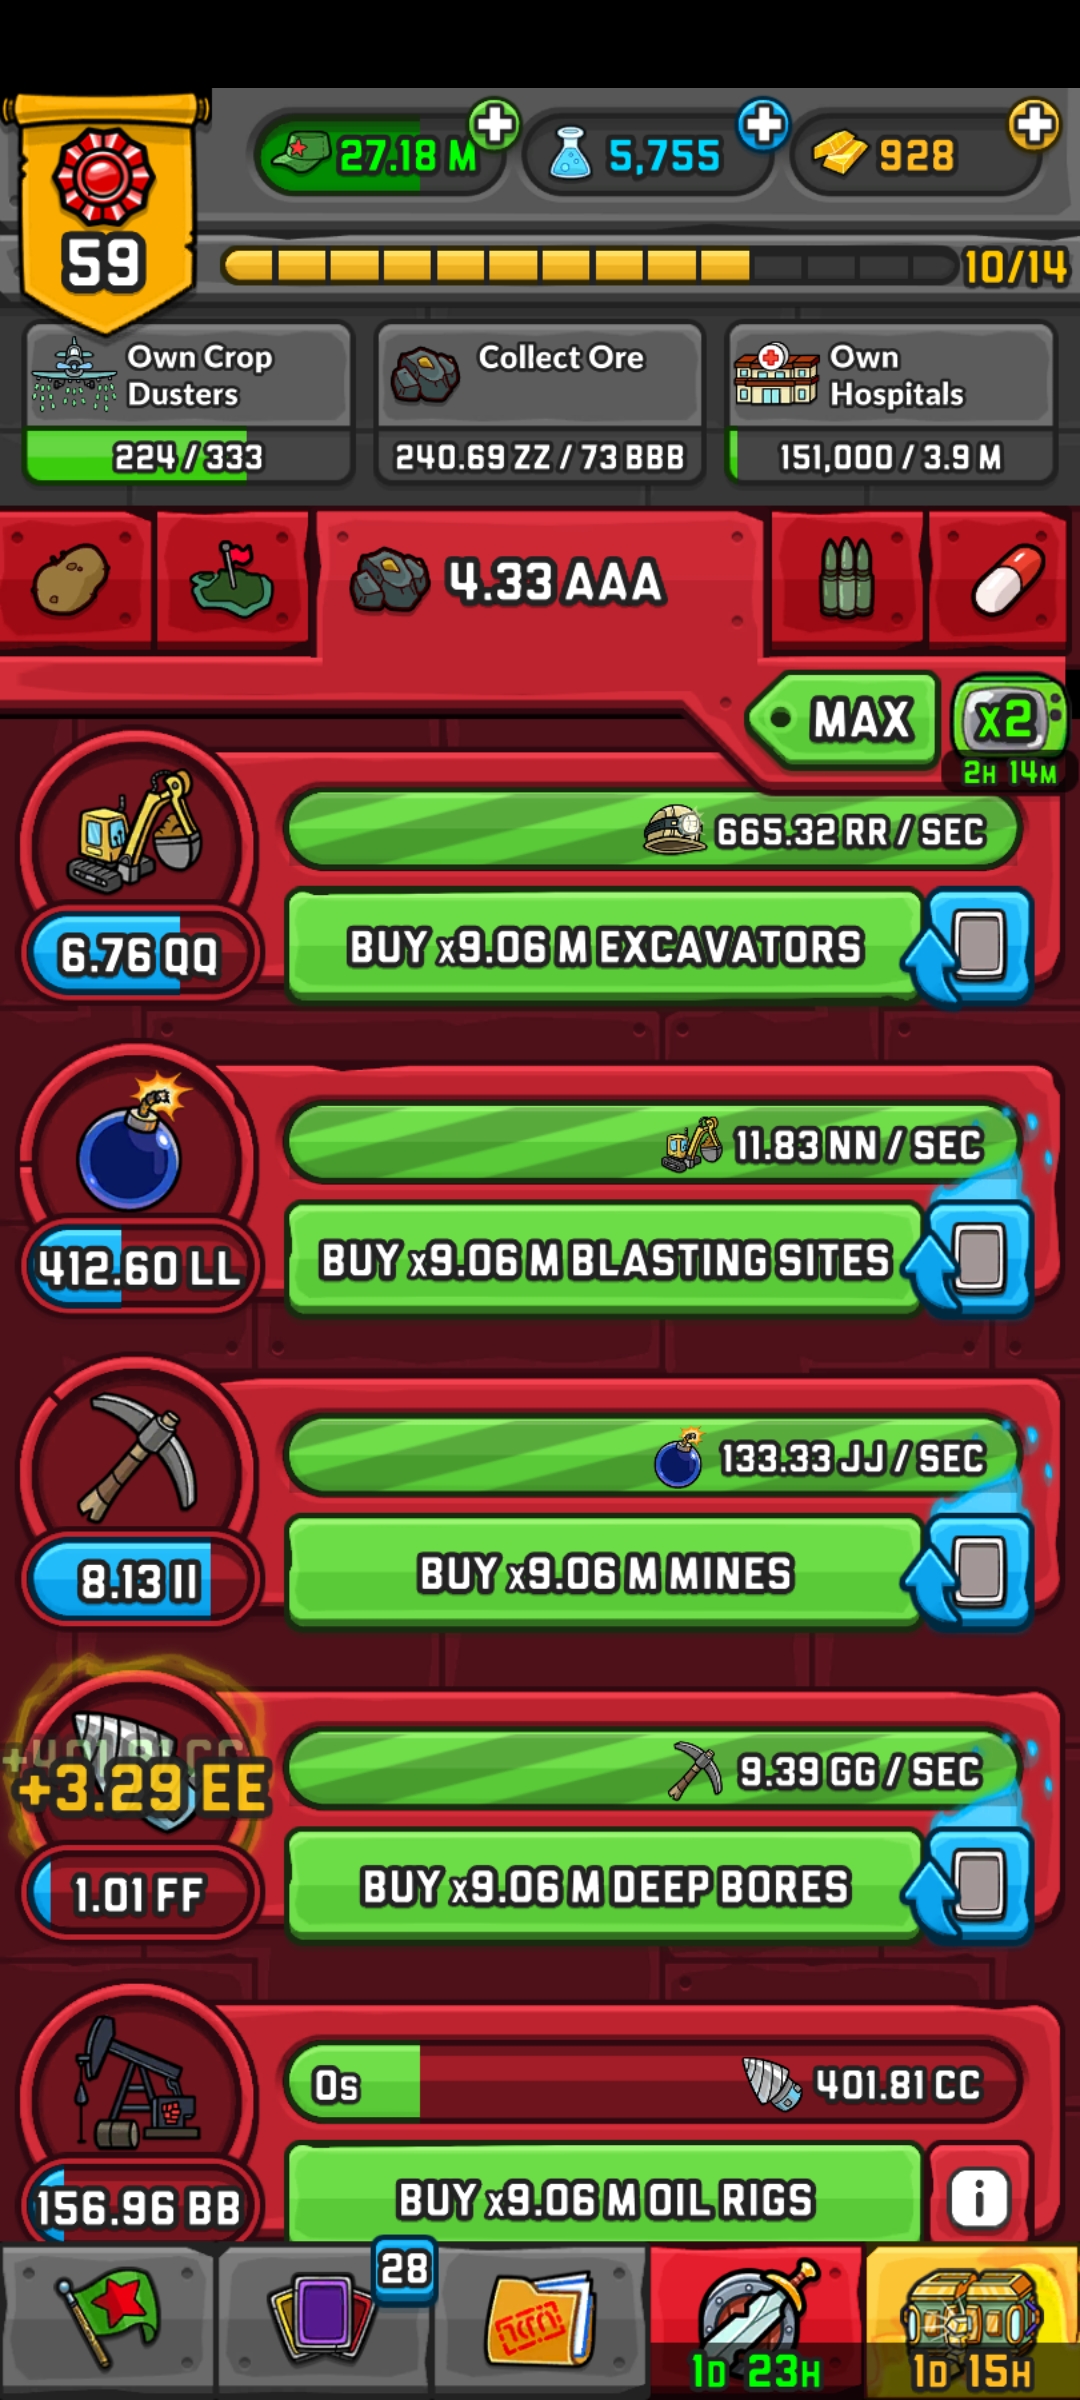 27.18 M
5,755
928
59
10/14
Own Crop
Dusters
224 / 333
Collect Ore
240.69 ZZ / 73 BBB
Own
Hospitals
151,000 / 3.9 M
4.33 AAA
MAX
x2
2H 14M
665.32 RR / SEC
6.76 QQ
BUY x9.06 M EXCAVATORS
11.83 NN / SEC
412.60 LL
BUY x9.06 M BLASTING SITES
133.33 JJ / SEC
8.13 II
BUY x9.06 M MINES
9.39 GG / SEC
+401.81 CC
+3.29 EE
1.01 FF
BUY x9.06 M DEEP BORES
0s
401.81 CC
156.96 BB
BUY x9.06 M OIL RIGS
i
28
1D 23H
1D 15H